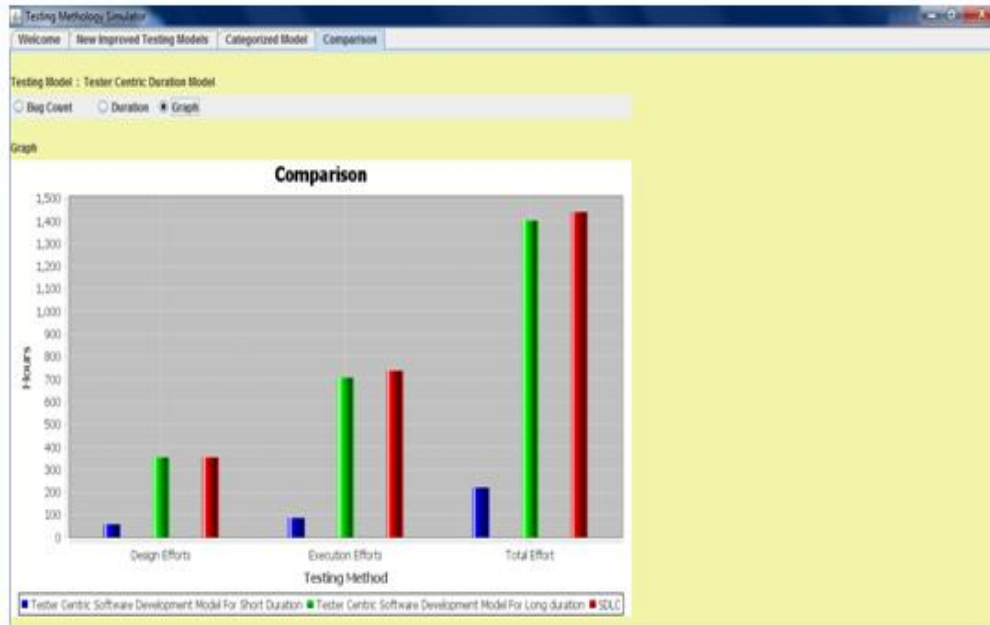 Testing Methology Simulator
Welcome New Improved Testing Models Categorized Model Comparison
Testing Model : Tester Centric Duration Model
Bug Count Duration Graph
Graph
Comparison
1,500
1,400
1,300
1,200
1,100
1,000
900
800
700
600
500
400
300
200
100
0
Hours
Design Efforts Execution Efforts Total Effort
Testing Method
Tester Centric Software Development Model For Short Duration Tester Centric Software Development Model For Long duration SDLC